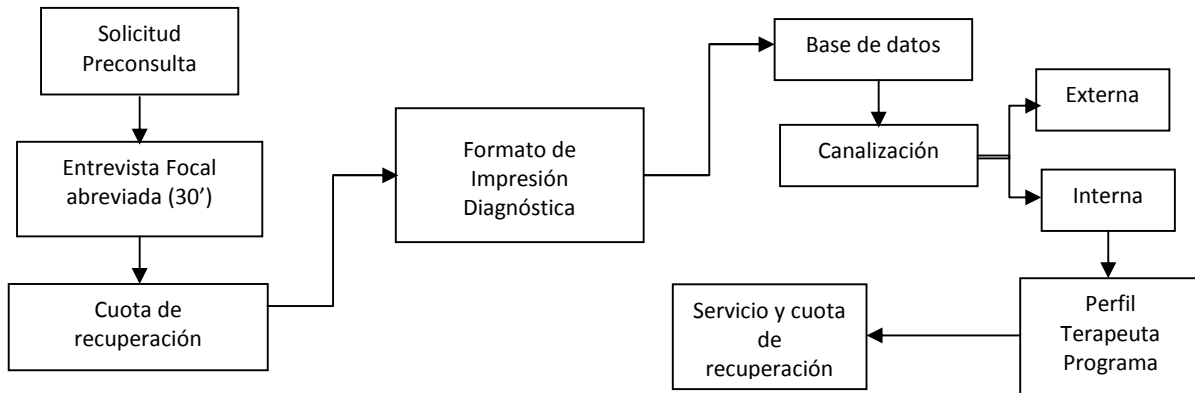 Solicitud
Preconsulta
Entrevista Focal
abreviada (30’)
Cuota de
recuperación
Formato de
Impresión
Diagnóstica
Base de datos
Canalización
Externa
Interna
Perfil
Terapeuta
Programa
Servicio y cuota
de
recuperación